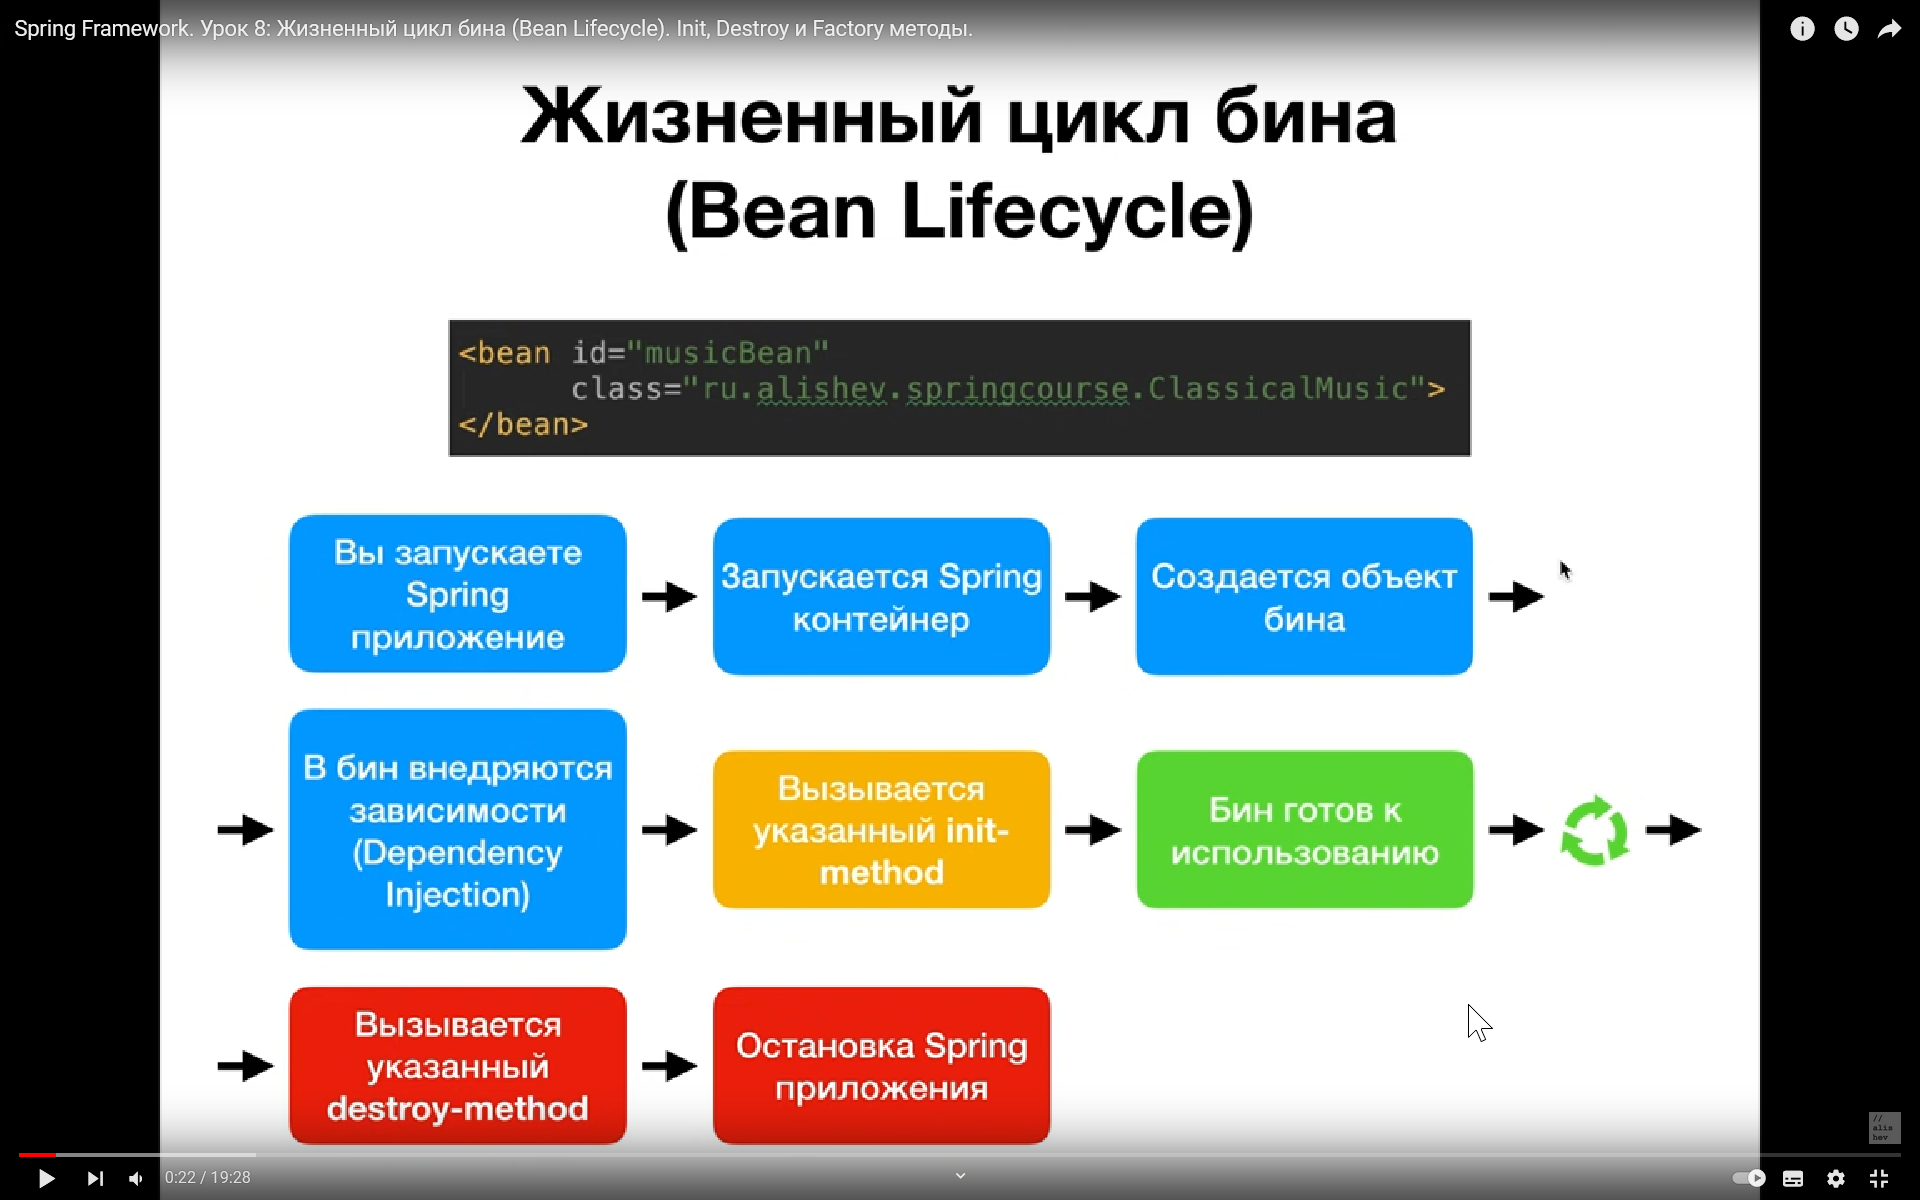 Spring Framework. Урок 8: Жизненный цикл бина (Bean Lifecycle). Init, Destroy и Factory методы.
Жизненный цикл бина
(Bean Lifecycle)
<bean id="musicBean"
class="ru.alishev.springcourse.ClassicalMusic">
</bean>
Вы запускаете
Spring
приложение
Запускается Spring
контейнер
Создается объект
бина
В бин внедряются
зависимости
(Dependency
Injection)
Вызывается
указанный init-
method
Бин готов к
использованию
Вызывается
указанный
destroy-method
Остановка Spring
приложения
//
alis
hev
0:22 / 19:28